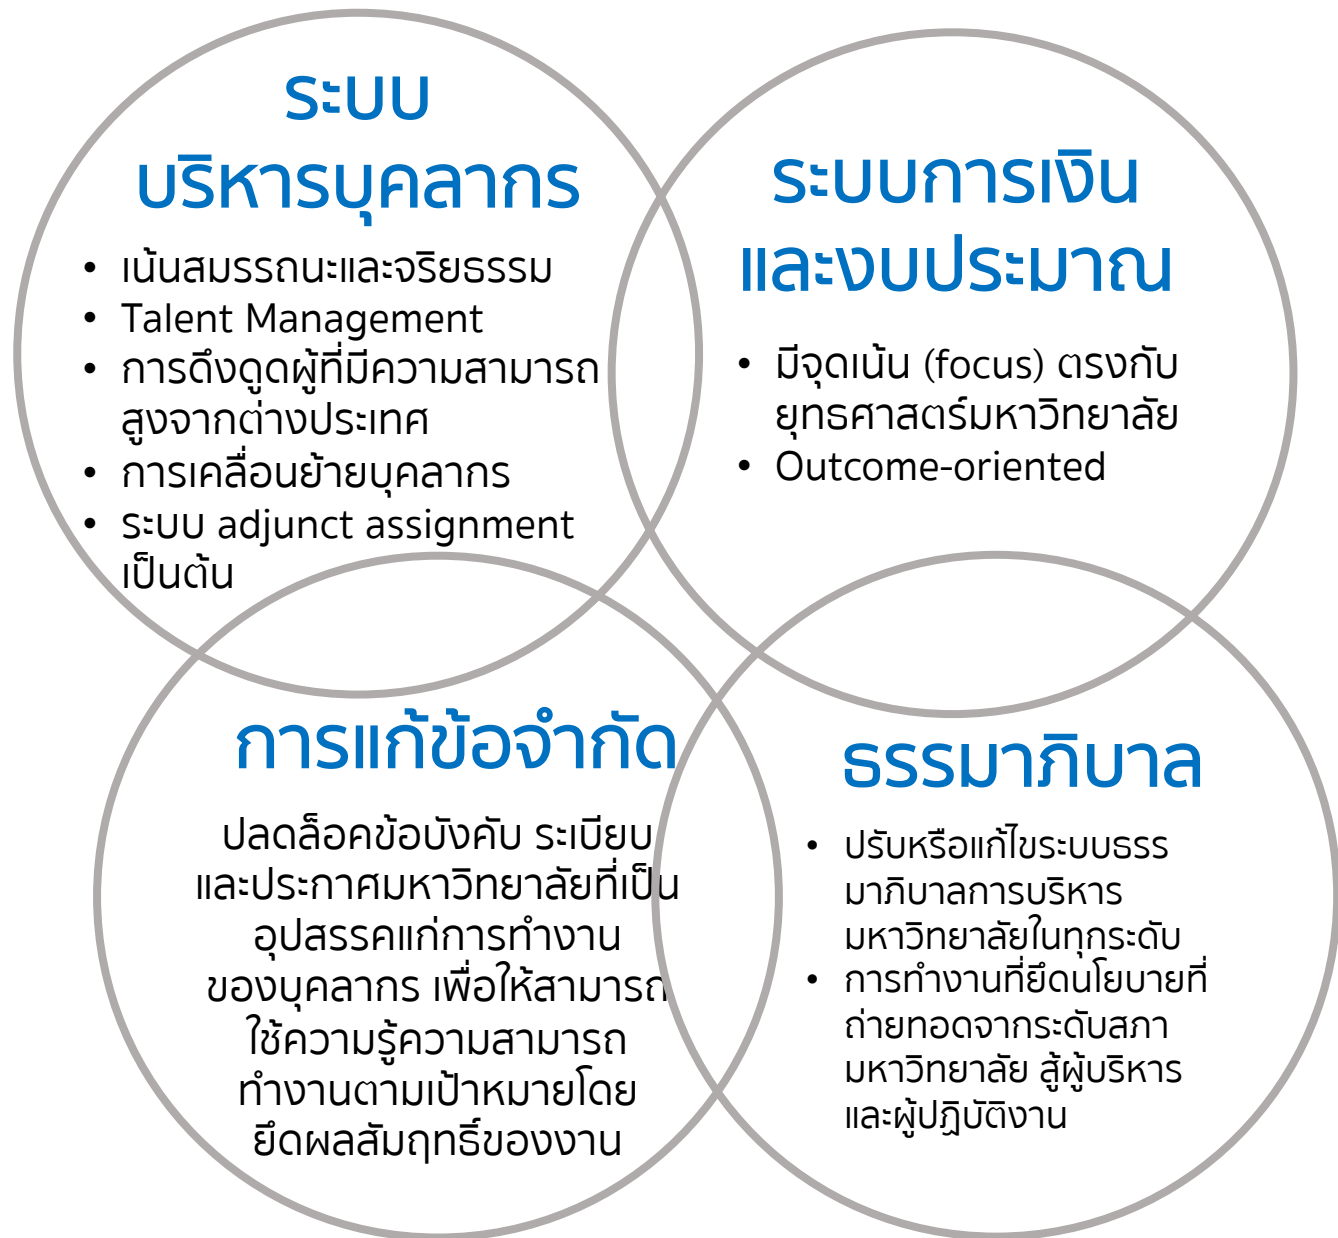 ระบบ
บริหารบุคลากร
• เน้นสมรรถนะและจริยธรรม
• Talent Management
• การดึงดูดผู้ที่มีความสามารถ
สูงจากต่างประเทศ
• การเคลื่อนย้ายบุคลากร
• ระบบ adjunct assignment
เป็นต้น
ระบบการเงิน
และงบประมาณ
• มีจุดเน้น (focus) ตรงกับ
ยุทธศาสตร์มหาวิทยาลัย
• Outcome-oriented
การแก้ข้อจำกัด
ปลดล็อคข้อบังคับ ระเบียบ
และประกาศมหาวิทยาลัยที่เป็น
อุปสรรคแก่การทำงาน
ของบุคลากร เพื่อให้สามารถ
ใช้ความรู้ความสามารถ
ทำงานตามเป้าหมายโดย
ยึดผลสัมฤทธิ์ของงาน
ธรรมาภิบาล
• ปรับหรือแก้ไขระบบธรร
มาภิบาลการบริหาร
มหาวิทยาลัยในทุกระดับ
• การทำงานที่ยึดนโยบายที่
ถ่ายทอดจากระดับสภา
มหาวิทยาลัย สู้ผู้บริหาร
และผู้ปฏิบัติงาน